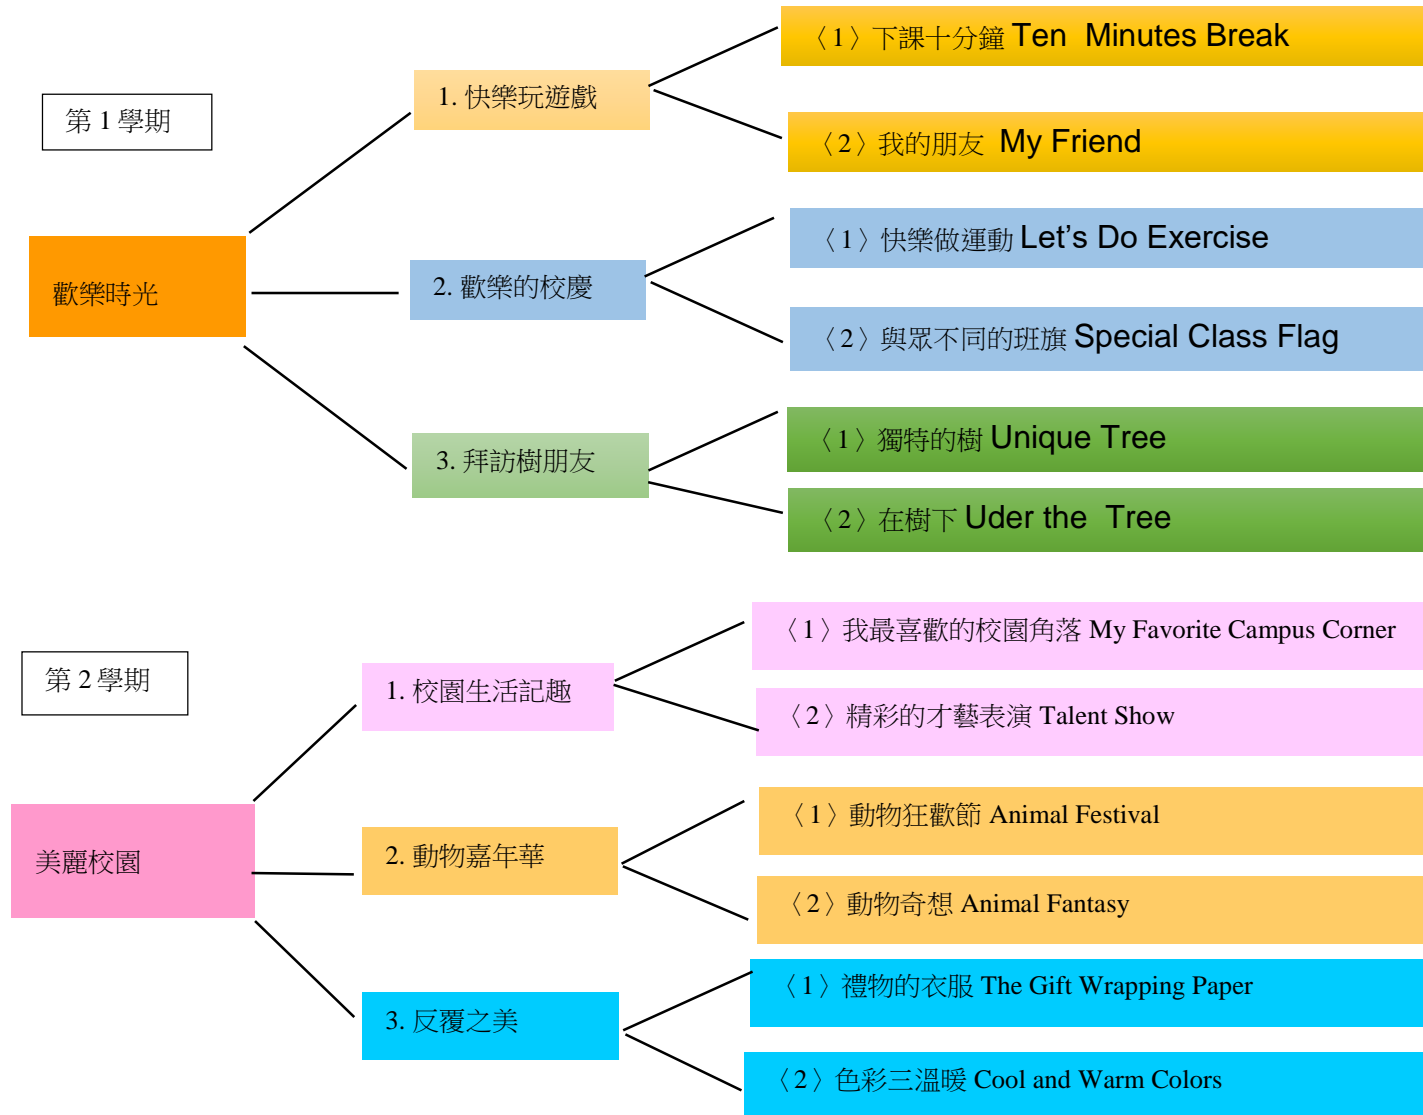 第 1 學期
歡樂時光
1. 快樂玩遊戲
〈1〉下課十分鐘 Ten Minutes Break
〈2〉我的朋友 My Friend
2. 歡樂的校慶
〈1〉快樂做運動 Let’s Do Exercise
〈2〉與眾不同的班旗 Special Class Flag
3. 拜訪樹朋友
〈1〉獨特的樹 Unique Tree
〈2〉在樹下 Uder the Tree
第 2 學期
美麗校園
1. 校園生活記趣
〈1〉我最喜歡的校園角落 My Favorite Campus Corner
〈2〉精彩的才藝表演 Talent Show
2. 動物嘉年華
〈1〉動物狂歡節 Animal Festival
〈2〉動物奇想 Animal Fantasy
3. 反覆之美
〈1〉禮物的衣服 The Gift Wrapping Paper
〈2〉色彩三溫暖 Cool and Warm Colors